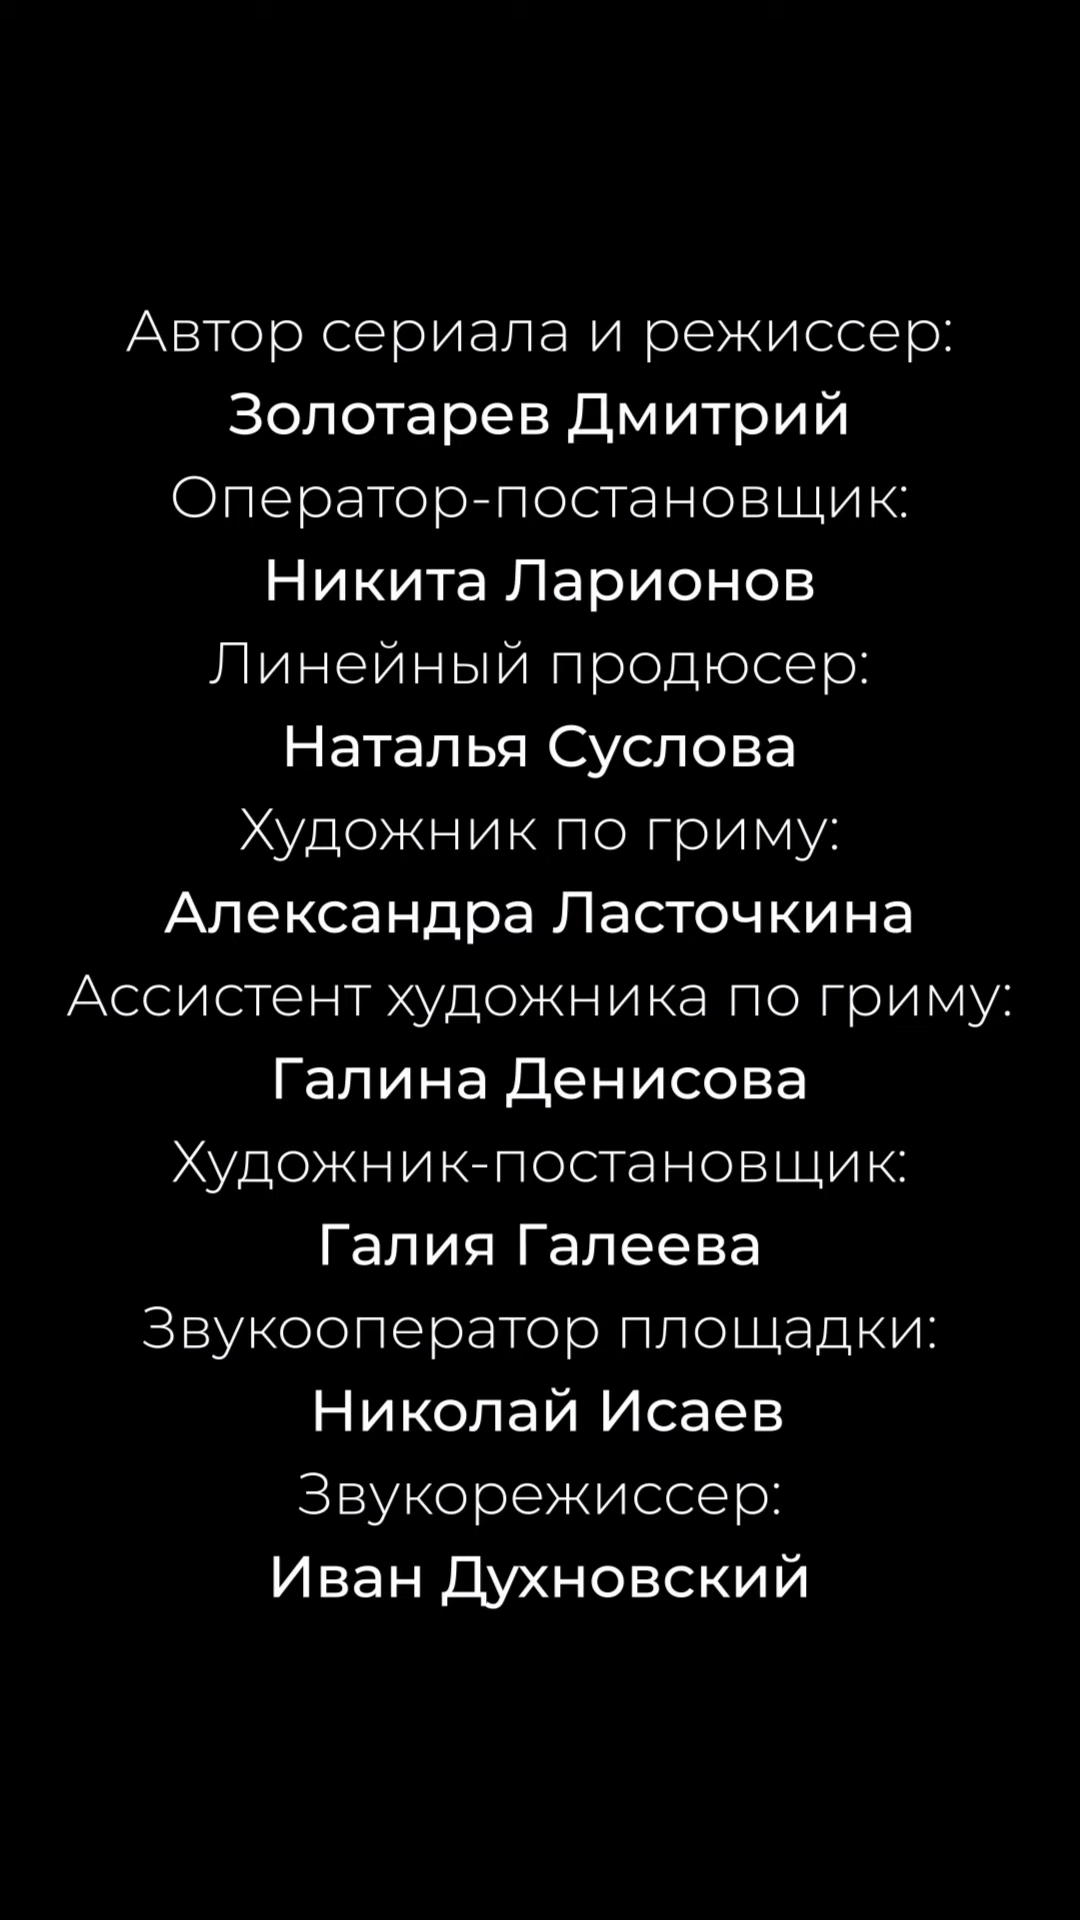 Автор сериала и режиссер:
Золотарев Дмитрий
Оператор-постановщик:
Никита Ларионов
Линейный продюсер:
Наталья Суслова
Художник по гриму:
Александра Ласточкина
Ассистент художника по гриму:
Галина Денисова
Художник-постановщик:
Галия Галеева
Звукооператор площадки:
Николай Исаев
Звукорежиссер:
Иван Духновский